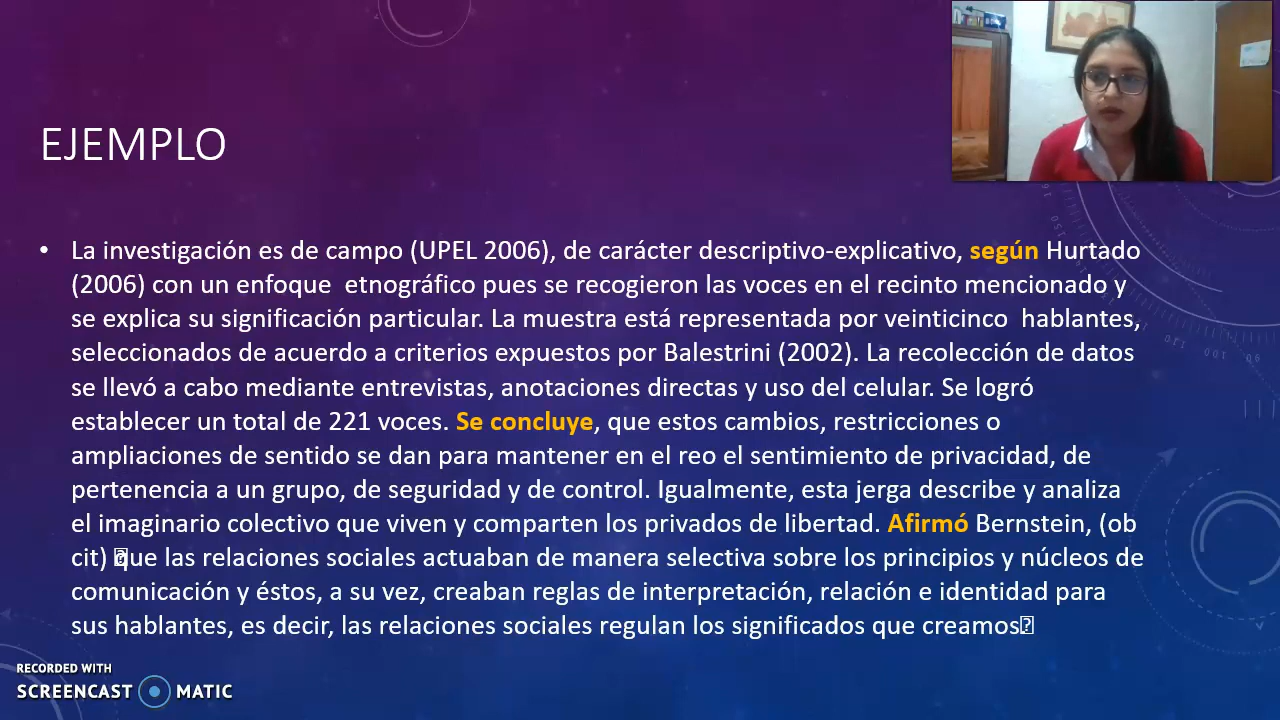 EJEMPLO
• La investigación es de campo (UPEL 2006), de carácter descriptivo-explicativo, según Hurtado
(2006) con un enfoque etnográfico pues se recogieron las voces en el recinto mencionado y
se explica su significación particular. La muestra está representada por veinticinco hablantes,
seleccionados de acuerdo a criterios expuestos por Balestrini (2002). La recolección de datos
se llevó a cabo mediante entrevistas, anotaciones directas y uso del celular. Se logró
establecer un total de 221 voces. Se concluye, que estos cambios, restricciones o
ampliaciones de sentido se dan para mantener en el reo el sentimiento de privacidad, de
pertenencia a un grupo, de seguridad y de control. Igualmente, esta jerga describe y analiza
el imaginario colectivo que viven y comparten los privados de libertad. Afirmó Bernstein, (ob
cit) que las relaciones sociales actuaban de manera selectiva sobre los principios y núcleos de
comunicación y éstos, a su vez, creaban reglas de interpretación, relación e identidad para
sus hablantes, es decir, las relaciones sociales regulan los significados que creamos
RECORDED WITH
SCREENCAST MATIC